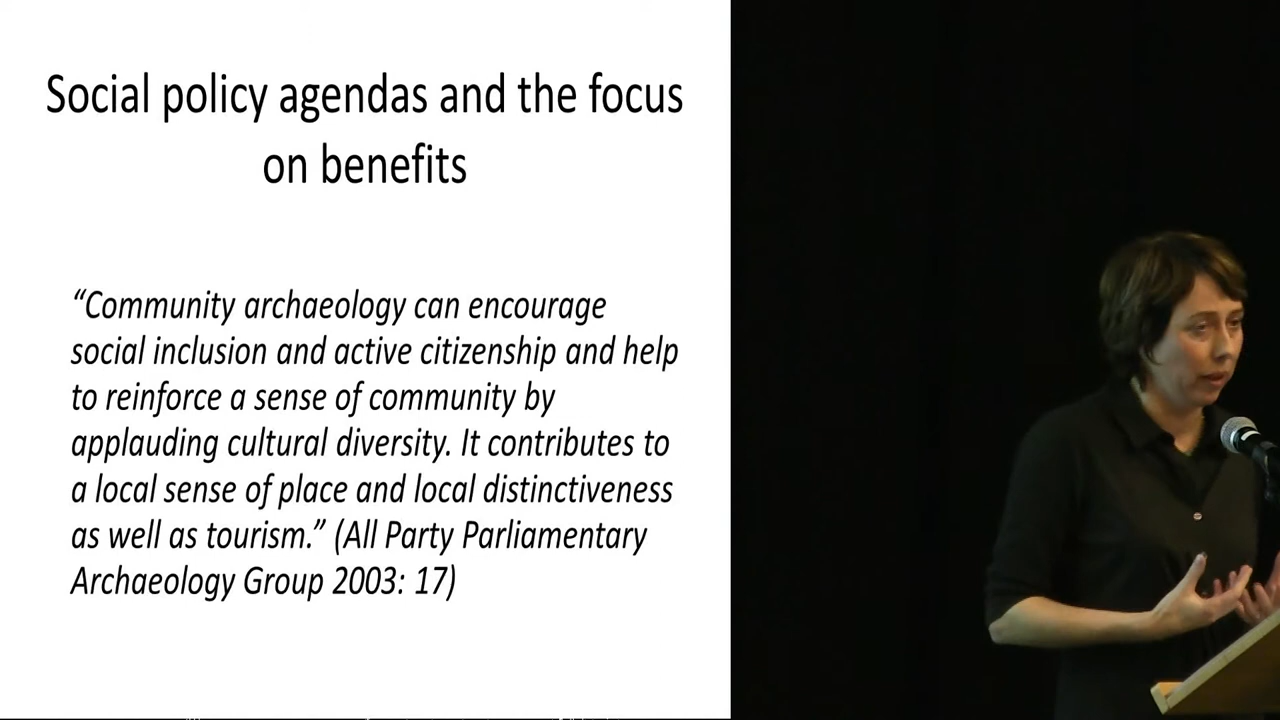 Social policy agendas and the focus
on benefits
“Community archaeology can encourage
social inclusion and active citizenship and help
to reinforce a sense of community by
applauding cultural diversity. It contributes to
a local sense of place and local distinctiveness
as well as tourism.” (All Party Parliamentary
Archaeology Group 2003: 17)